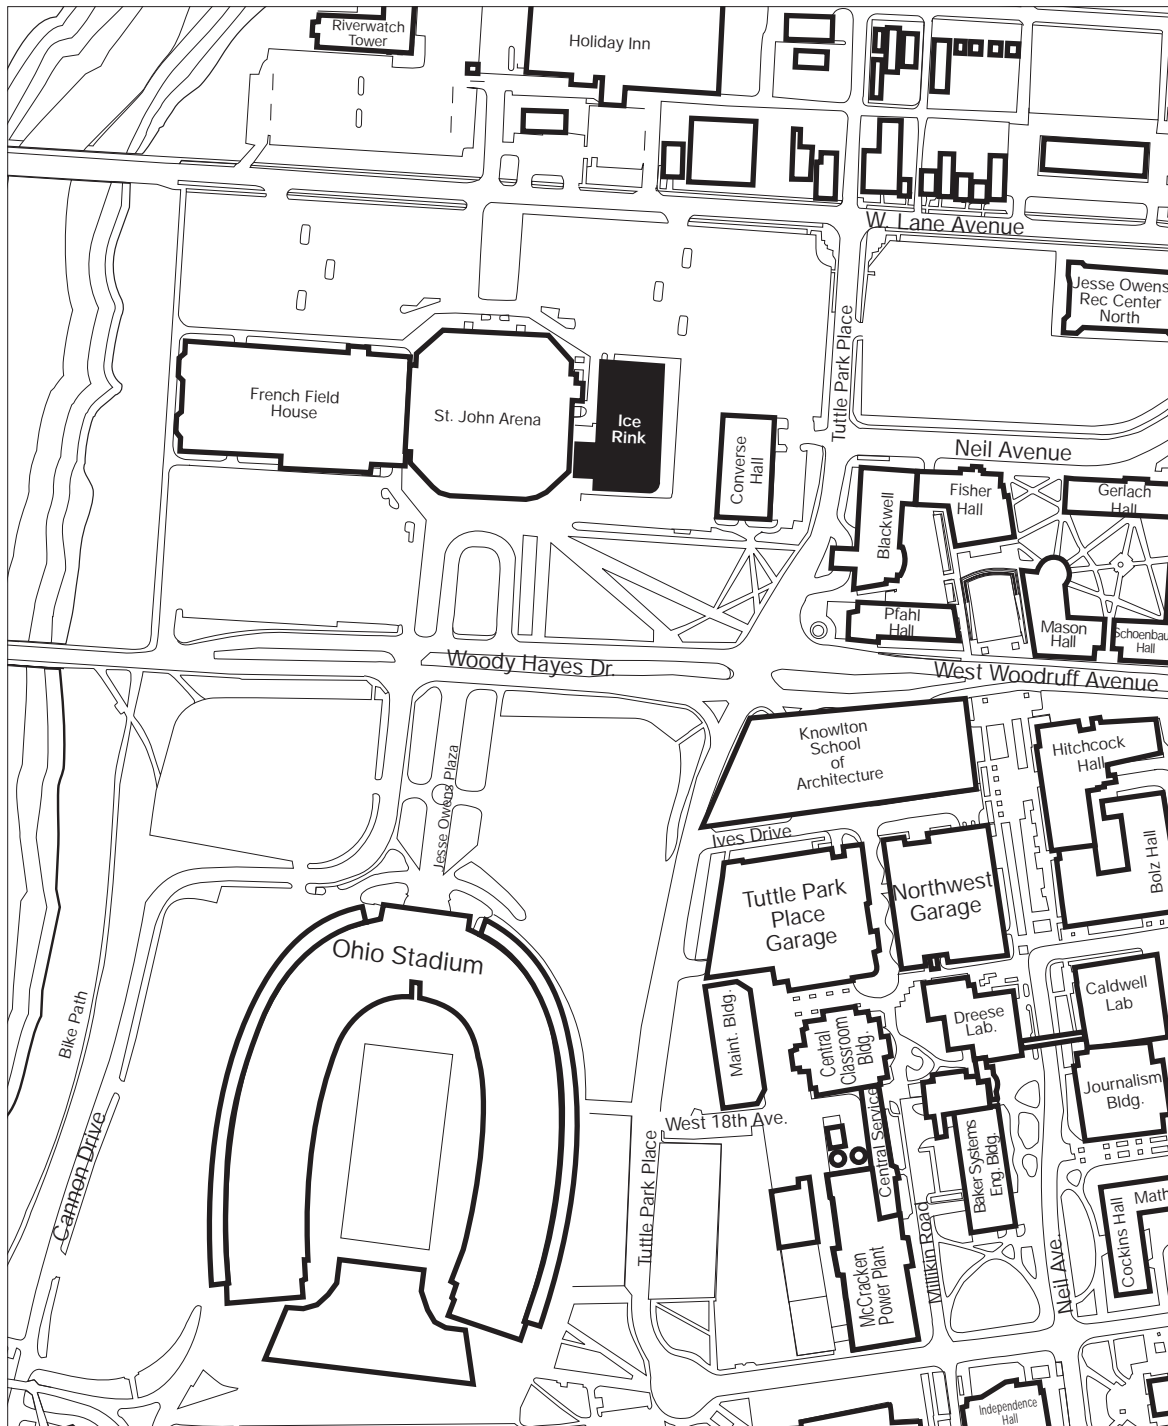 Riverwatch
Tower
Holiday Inn
W. Lane Avenue
Jesse Owens
Rec Center
North
Tuttle Park Place
French Field
House
St. John Arena
Ice
Rink
Converse
Hall
Neil Avenue
Blackwell
Fisher
Hall
Gerlach
Hall
Pfahl
Hall
Mason
Hall
Schoenbau
Hall
Woody Hayes Dr.
West Woodruff Avenue
Knowlton
School
of
Architecture
Hitchcock
Hall
Jesse Owens Plaza
Ives Drive
Bolz Hall
Tuttle Park
Place
Garage
Northwest
Garage
Ohio Stadium
Bike Path
Maint. Bldg.
Central
Classroom
Bldg.
Dreese
Lab.
Caldwell
Lab
Journalism
Bldg.
West 18th Ave.
Central Service
Baker Systems
Eng. Bldg.
Cannon Drive
Tuttle Park Place
McCracken
Power Plant
Millikin Road
Neil Ave.
Cockins Hall
Math
Independence
Hall